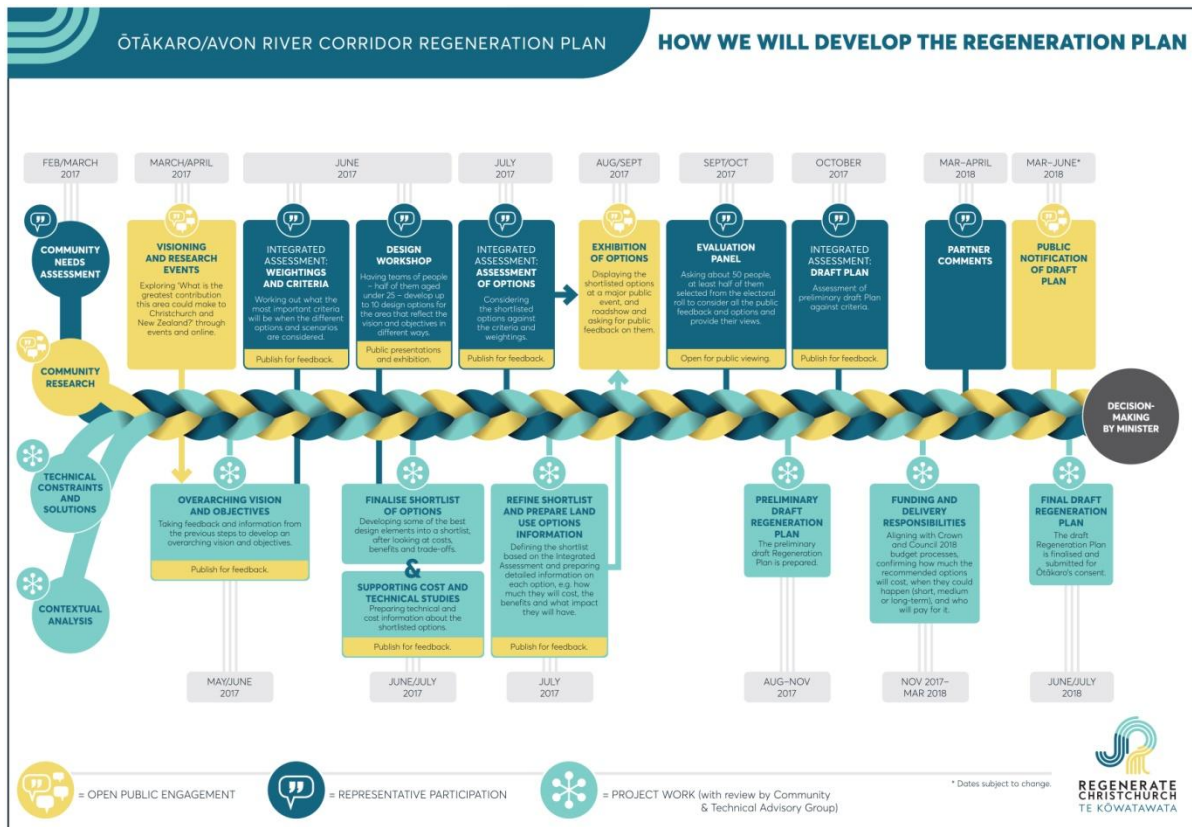 ŌTĀKARO/AVON RIVER CORRIDOR REGENERATION PLAN
HOW WE WILL DEVELOP THE REGENERATION PLAN
FEB/MARCH
2017
MARCH/APRIL
2017
JUNE
2017
JULY
2017
AUG/SEPT
2017
SEPT/OCT
2017
OCTOBER
2017
MAR–APRIL
2018
MAR–JUNE*
2018
COMMUNITY
NEEDS
ASSESSMENT
COMMUNITY
RESEARCH
TECHNICAL
CONSTRAINTS
AND
SOLUTIONS
CONTEXTUAL
ANALYSIS
VISIONING
AND RESEARCH
EVENTS
Exploring 'What is the
greatest contribution
this area could make to
Christchurch and
New Zealand?' through
events and online.
INTEGRATED
ASSESSMENT:
WEIGHTINGS
AND CRITERIA
Working out what the
most important criteria
will be when the different
options and scenarios
are considered.
Publish for feedback.
DESIGN
WORKSHOP
Having teams of people
– half of them aged
under 25 – develop up
to 10 design options for
the area that reflect the
vision and objectives in
different ways.
Public presentations
and exhibition.
INTEGRATED
ASSESSMENT:
ASSESSMENT
OF OPTIONS
Considering
the shortlisted
options against
the criteria and
weightings.
Publish for feedback.
EXHIBITION
OF OPTIONS
Displaying the
shortlisted options
at a major public
event, and
roadshow and
asking for public
feedback on them.
EVALUATION
PANEL
Asking about 50 people,
at least half of them
selected from the electoral
roll to consider all the public
feedback and options and
provide their views.
Open for public viewing.
INTEGRATED
ASSESSMENT:
DRAFT PLAN
Assessment of
preliminary draft Plan
against criteria.
Publish for feedback.
PARTNER
COMMENTS
PUBLIC
NOTIFICATION
OF DRAFT
PLAN
DECISION-
MAKING
BY MINISTER
OVERARCHING VISION
AND OBJECTIVES
Taking feedback and information from
the previous steps to develop an
overarching vision and objectives.
Publish for feedback.
FINALISE SHORTLIST
OF OPTIONS
Developing some of the best
design elements into a shortlist,
after looking at costs,
benefits and trade-offs.
&
SUPPORTING COST AND
TECHNICAL STUDIES
Preparing technical and
cost information about the
shortlisted options.
Publish for feedback.
REFINE SHORTLIST
AND PREPARE LAND
USE OPTIONS
INFORMATION
Defining the shortlist
based on the Integrated
Assessment and preparing
detailed information on
each option, e.g. how
much they will cost, the
benefits and what impact
they will have.
Publish for feedback.
PRELIMINARY
DRAFT
REGENERATION
PLAN
The preliminary
draft Regeneration
Plan is prepared.
FUNDING AND
DELIVERY
RESPONSIBILITIES
Aligning with Crown
and Council 2018
budget processes,
confirming how much the
recommended options
will cost, when they could
happen (short, medium
or long-term), and who
will pay for it.
FINAL DRAFT
REGENERATION
PLAN
The draft
Regeneration Plan
is finalised and
submitted for
Ōtākaro's consent.
MAY/JUNE
2017
JUNE/JULY
2017
JULY
2017
AUG–NOV
2017
NOV 2017–
MAR 2018
JUNE/JULY
2018
= OPEN PUBLIC ENGAGEMENT
= REPRESENTATIVE PARTICIPATION
= PROJECT WORK (with review by Community
& Technical Advisory Group)
* Dates subject to change.
REGENERATE
CHRISTCHURCH
TE KŌWATAWATA